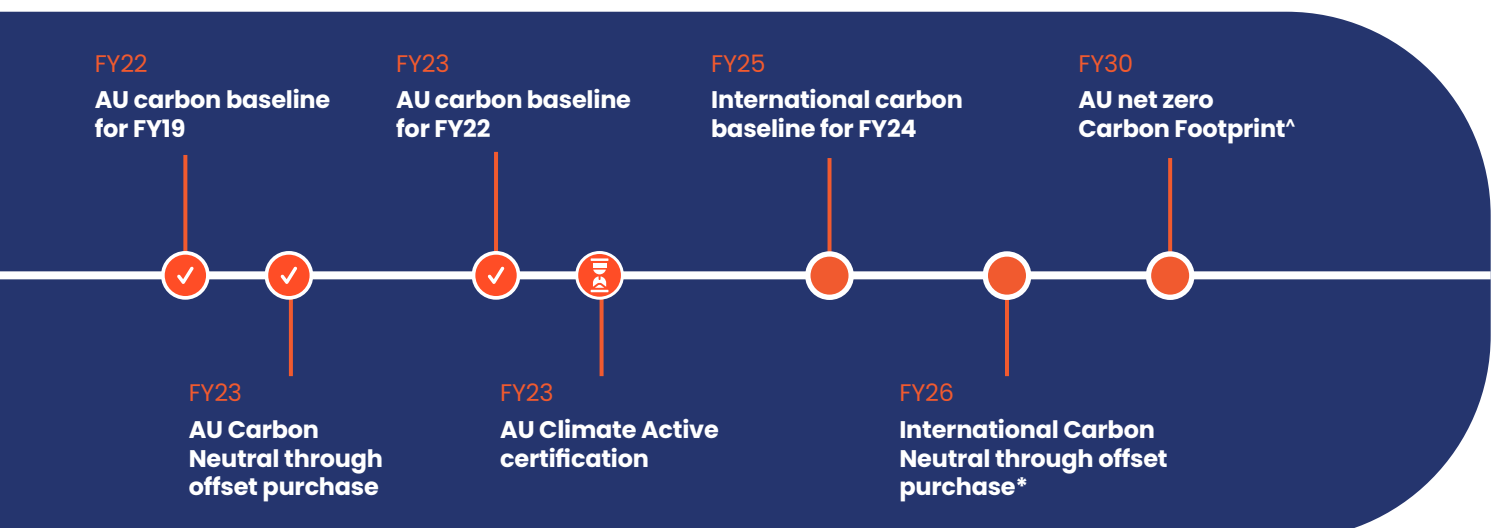 FY22
AU carbon baseline
for FY19
FY23
AU carbon baseline
for FY22
FY25
International carbon
baseline for FY24
FY30
AU net zero
Carbon Footprint^
FY23
AU Carbon
Neutral through
offset purchase
FY23
AU Climate Active
certification
FY26
International Carbon
Neutral through offset
purchase*